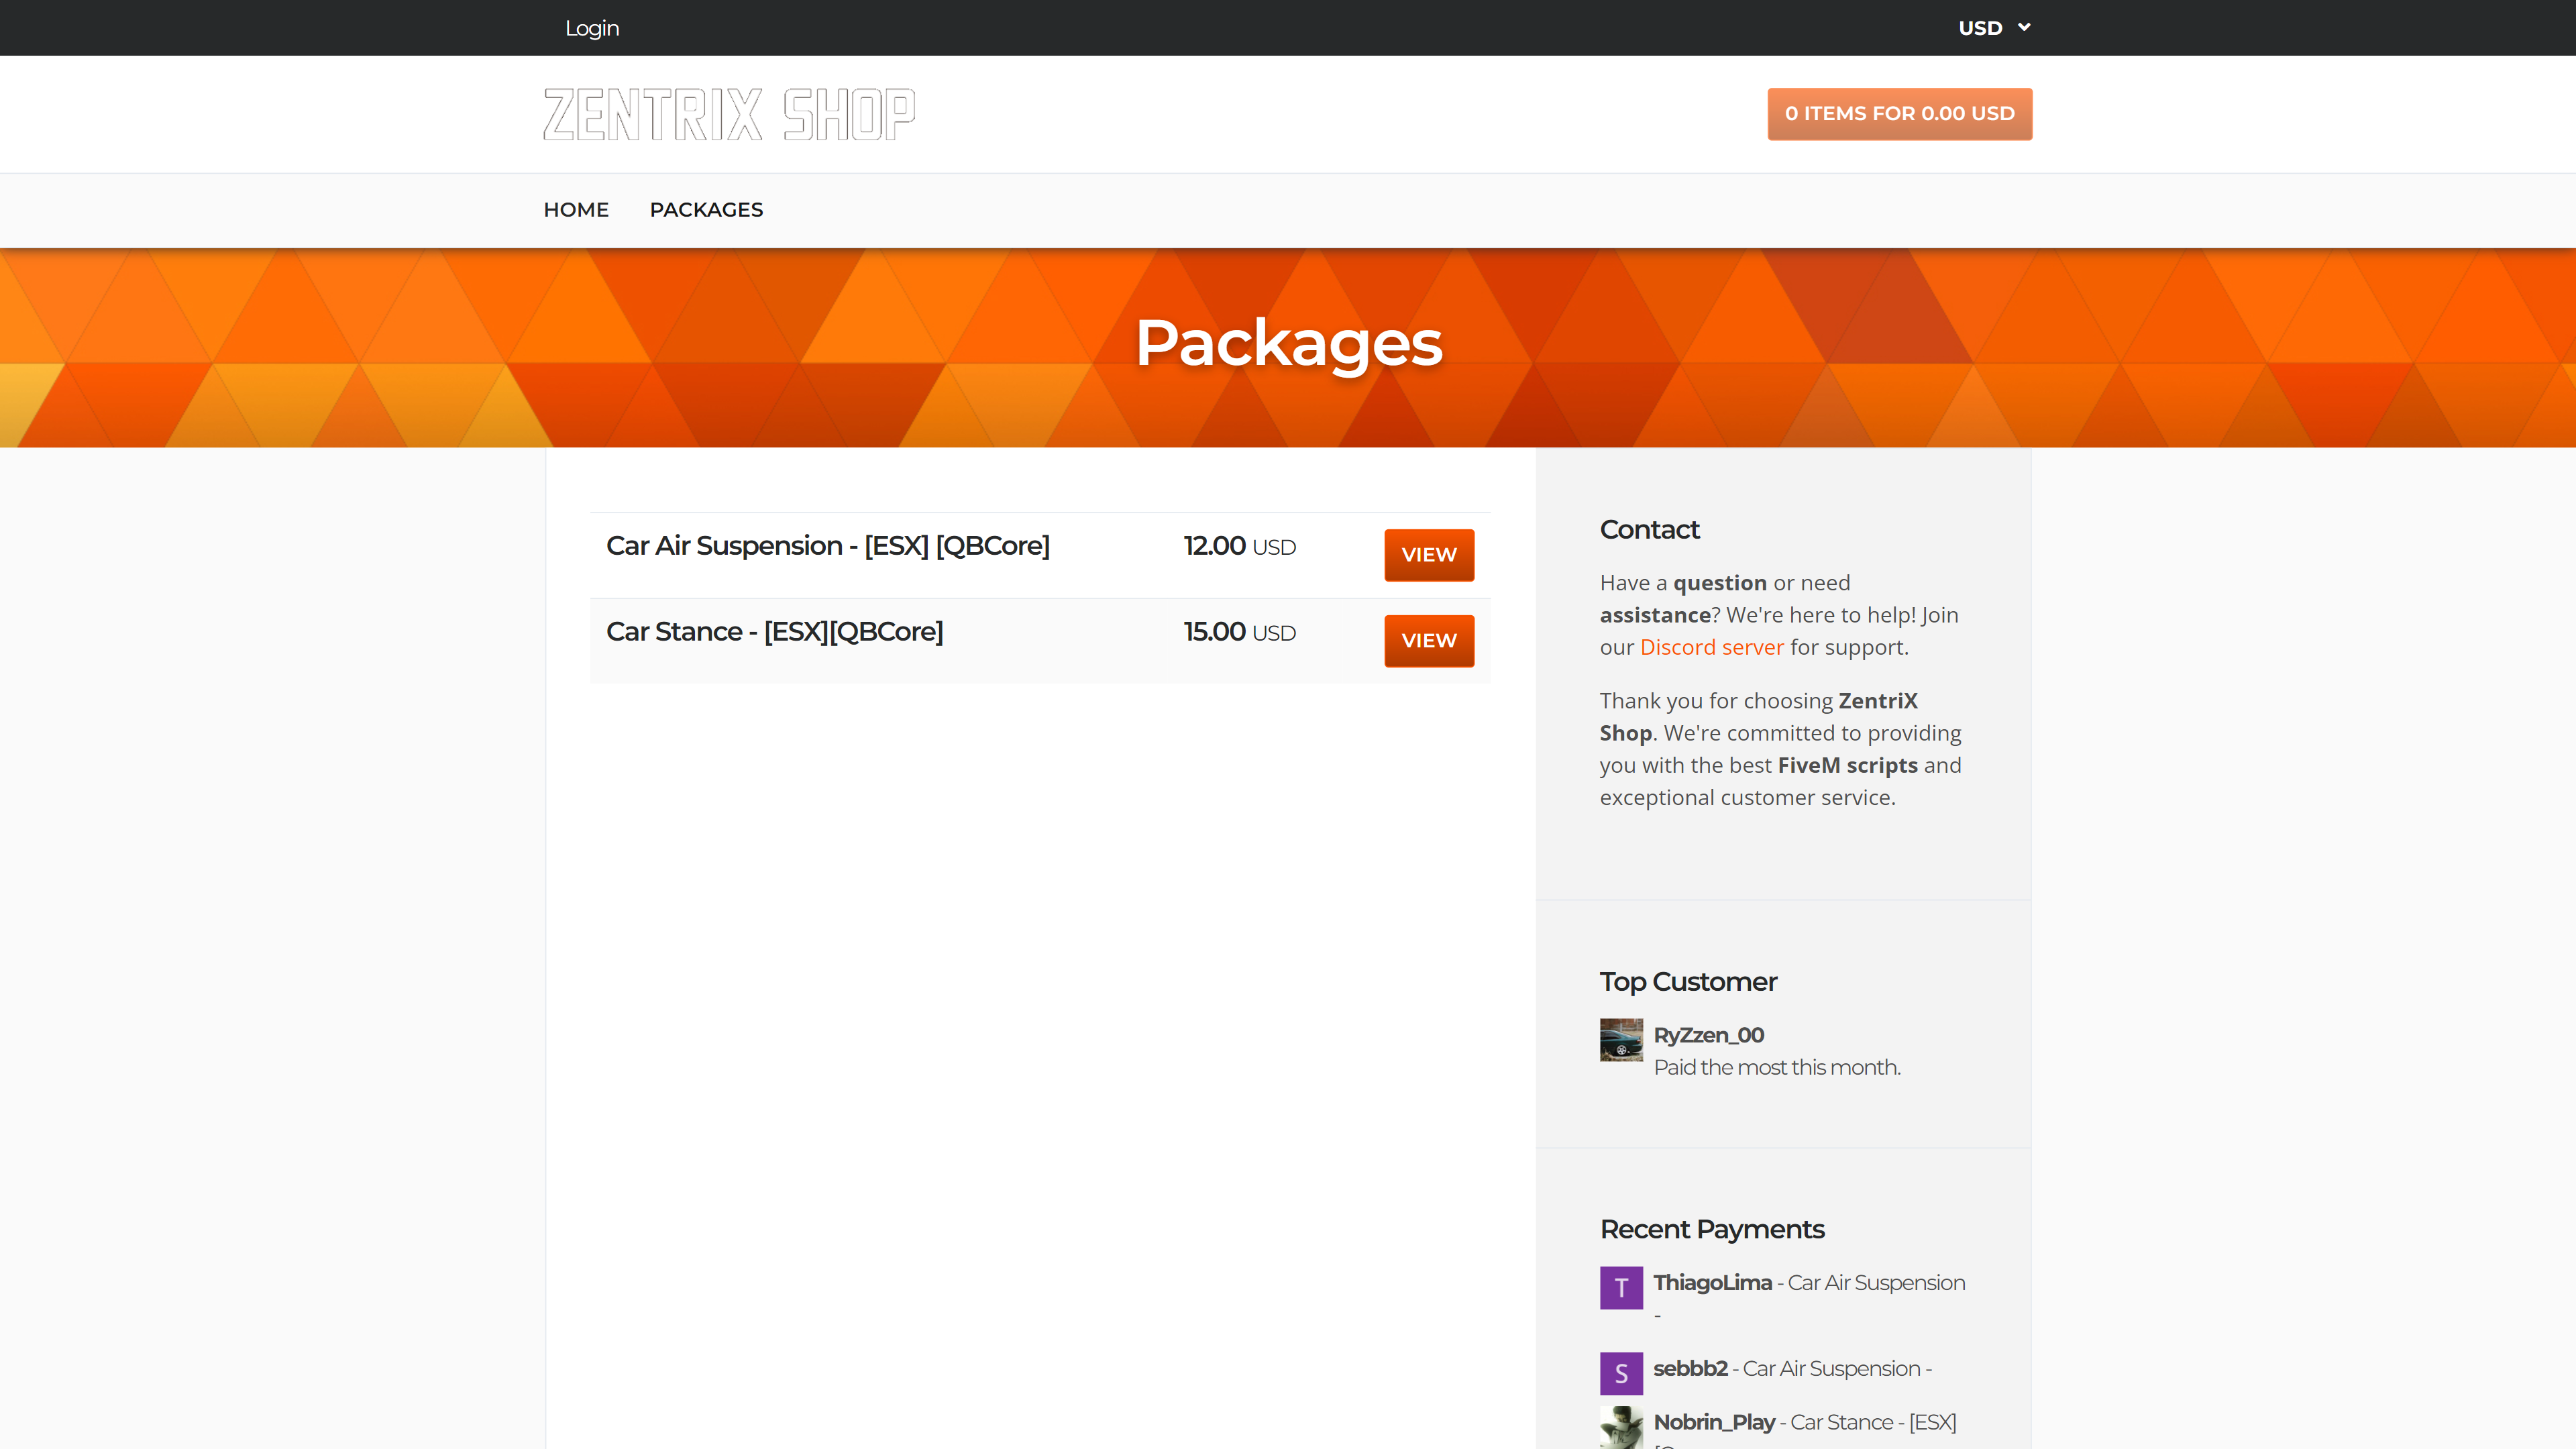 Login
USD
ZENTRIX SHOP
0 ITEMS FOR 0.00 USD
HOME
PACKAGES
Packages
Car Air Suspension - [ESX] [QBCore]
12.00 USD
VIEW
Car Stance - [ESX][QBCore]
15.00 USD
VIEW
Contact
Have a question or need
assistance? We're here to help! Join
our Discord server for support.
Thank you for choosing ZentriX
Shop. We're committed to providing
you with the best FiveM scripts and
exceptional customer service.
Top Customer
RyZzen_00
Paid the most this month.
Recent Payments
T
ThiagoLima - Car Air Suspension
-
S
sebbb2 - Car Air Suspension -
Nobrin_Play - Car Stance - [ESX]